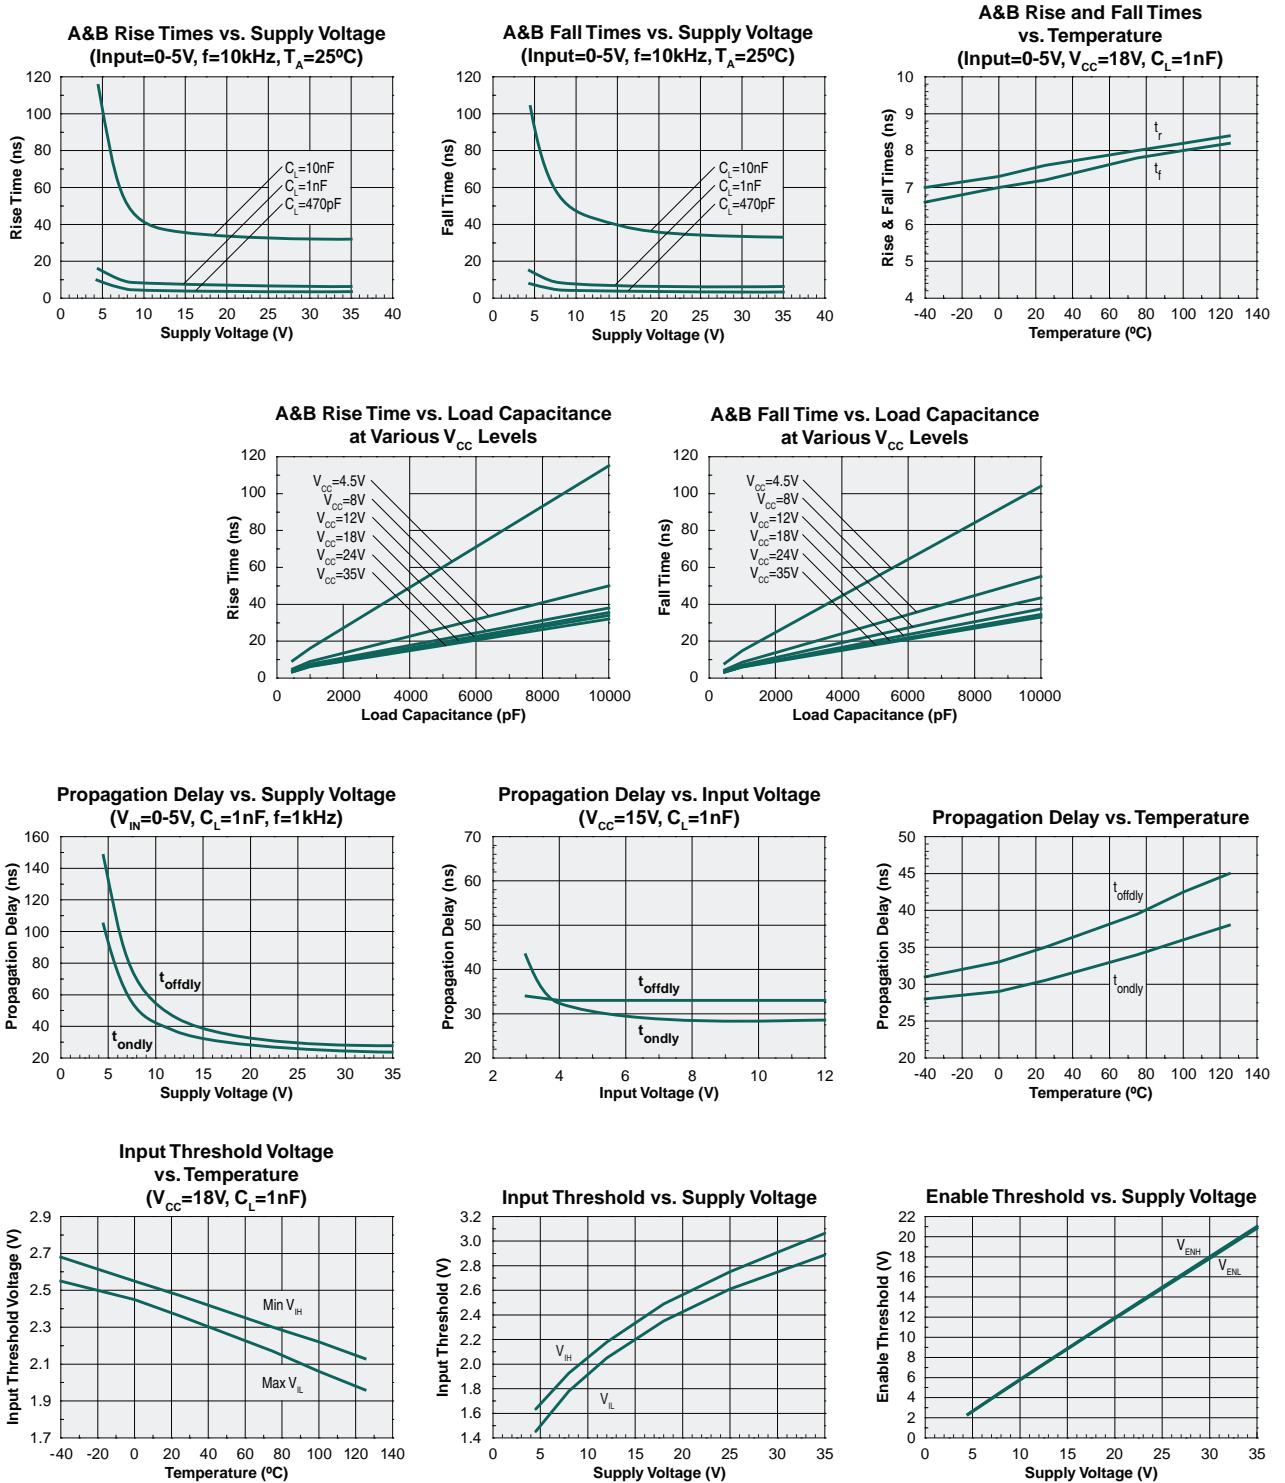 A&B Rise Times vs. Supply Voltage
(Input=0-5V, f=10kHz, TA=25ºC)
Rise Time (ns)
120
100
80
60
40
20
0
CL=10nF
CL=1nF
CL=470pF
0 5 10 15 20 25 30 35 40
Supply Voltage (V)
A&B Fall Times vs. Supply Voltage
(Input=0-5V, f=10kHz, TA=25ºC)
Fall Time (ns)
120
100
80
60
40
20
0
CL=10nF
CL=1nF
CL=470pF
0 5 10 15 20 25 30 35 40
Supply Voltage (V)
A&B Rise and Fall Times
vs. Temperature
(Input=0-5V, VCC=18V, CL=1nF)
Rise & Fall Times (ns)
10
9
8
7
6
5
4
tr
tf
-40 -20 0 20 40 60 80 100 120 140
Temperature (ºC)
A&B Rise Time vs. Load Capacitance
at Various VCC Levels
Rise Time (ns)
120
100
80
60
40
20
0
VCC=4.5V
VCC=8V
VCC=12V
VCC=18V
VCC=24V
VCC=35V
0 2000 4000 6000 8000 10000
Load Capacitance (pF)
A&B Fall Time vs. Load Capacitance
at Various VCC Levels
Fall Time (ns)
120
100
80
60
40
20
0
VCC=4.5V
VCC=8V
VCC=12V
VCC=18V
VCC=24V
VCC=35V
0 2000 4000 6000 8000 10000
Load Capacitance (pF)
Propagation Delay vs. Supply Voltage
(VIN=0-5V, CL=1nF, f=1kHz)
Propagation Delay (ns)
160
140
120
100
80
60
40
20
toffdly
tondly
0 5 10 15 20 25 30 35
Supply Voltage (V)
Propagation Delay vs. Input Voltage
(VCC=15V, CL=1nF)
Propagation Delay (ns)
70
60
50
40
30
20
toffdly
tondly
2 4 6 8 10 12
Input Voltage (V)
Propagation Delay vs. Temperature
Propagation Delay (ns)
50
45
40
35
30
25
20
toffdly
tondly
-40 -20 0 20 40 60 80 100 120 140
Temperature (ºC)
Input Threshold Voltage
vs. Temperature
(VCC=18V, CL=1nF)
Input Threshold Voltage (V)
2.9
2.7
2.5
2.3
2.1
1.9
1.7
Min VIH
Max VIL
-40 -20 0 20 40 60 80 100 120 140
Temperature (ºC)
Input Threshold vs. Supply Voltage
Input Threshold (V)
3.2
3.0
2.8
2.6
2.4
2.2
2.0
1.8
1.6
1.4
VIH
VIL
0 5 10 15 20 25 30 35
Supply Voltage (V)
Enable Threshold vs. Supply Voltage
Enable Threshold (V)
22
20
18
16
14
12
10
8
6
4
2
0
VENH
VENL
0 5 10 15 20 25 30 35
Supply Voltage (V)